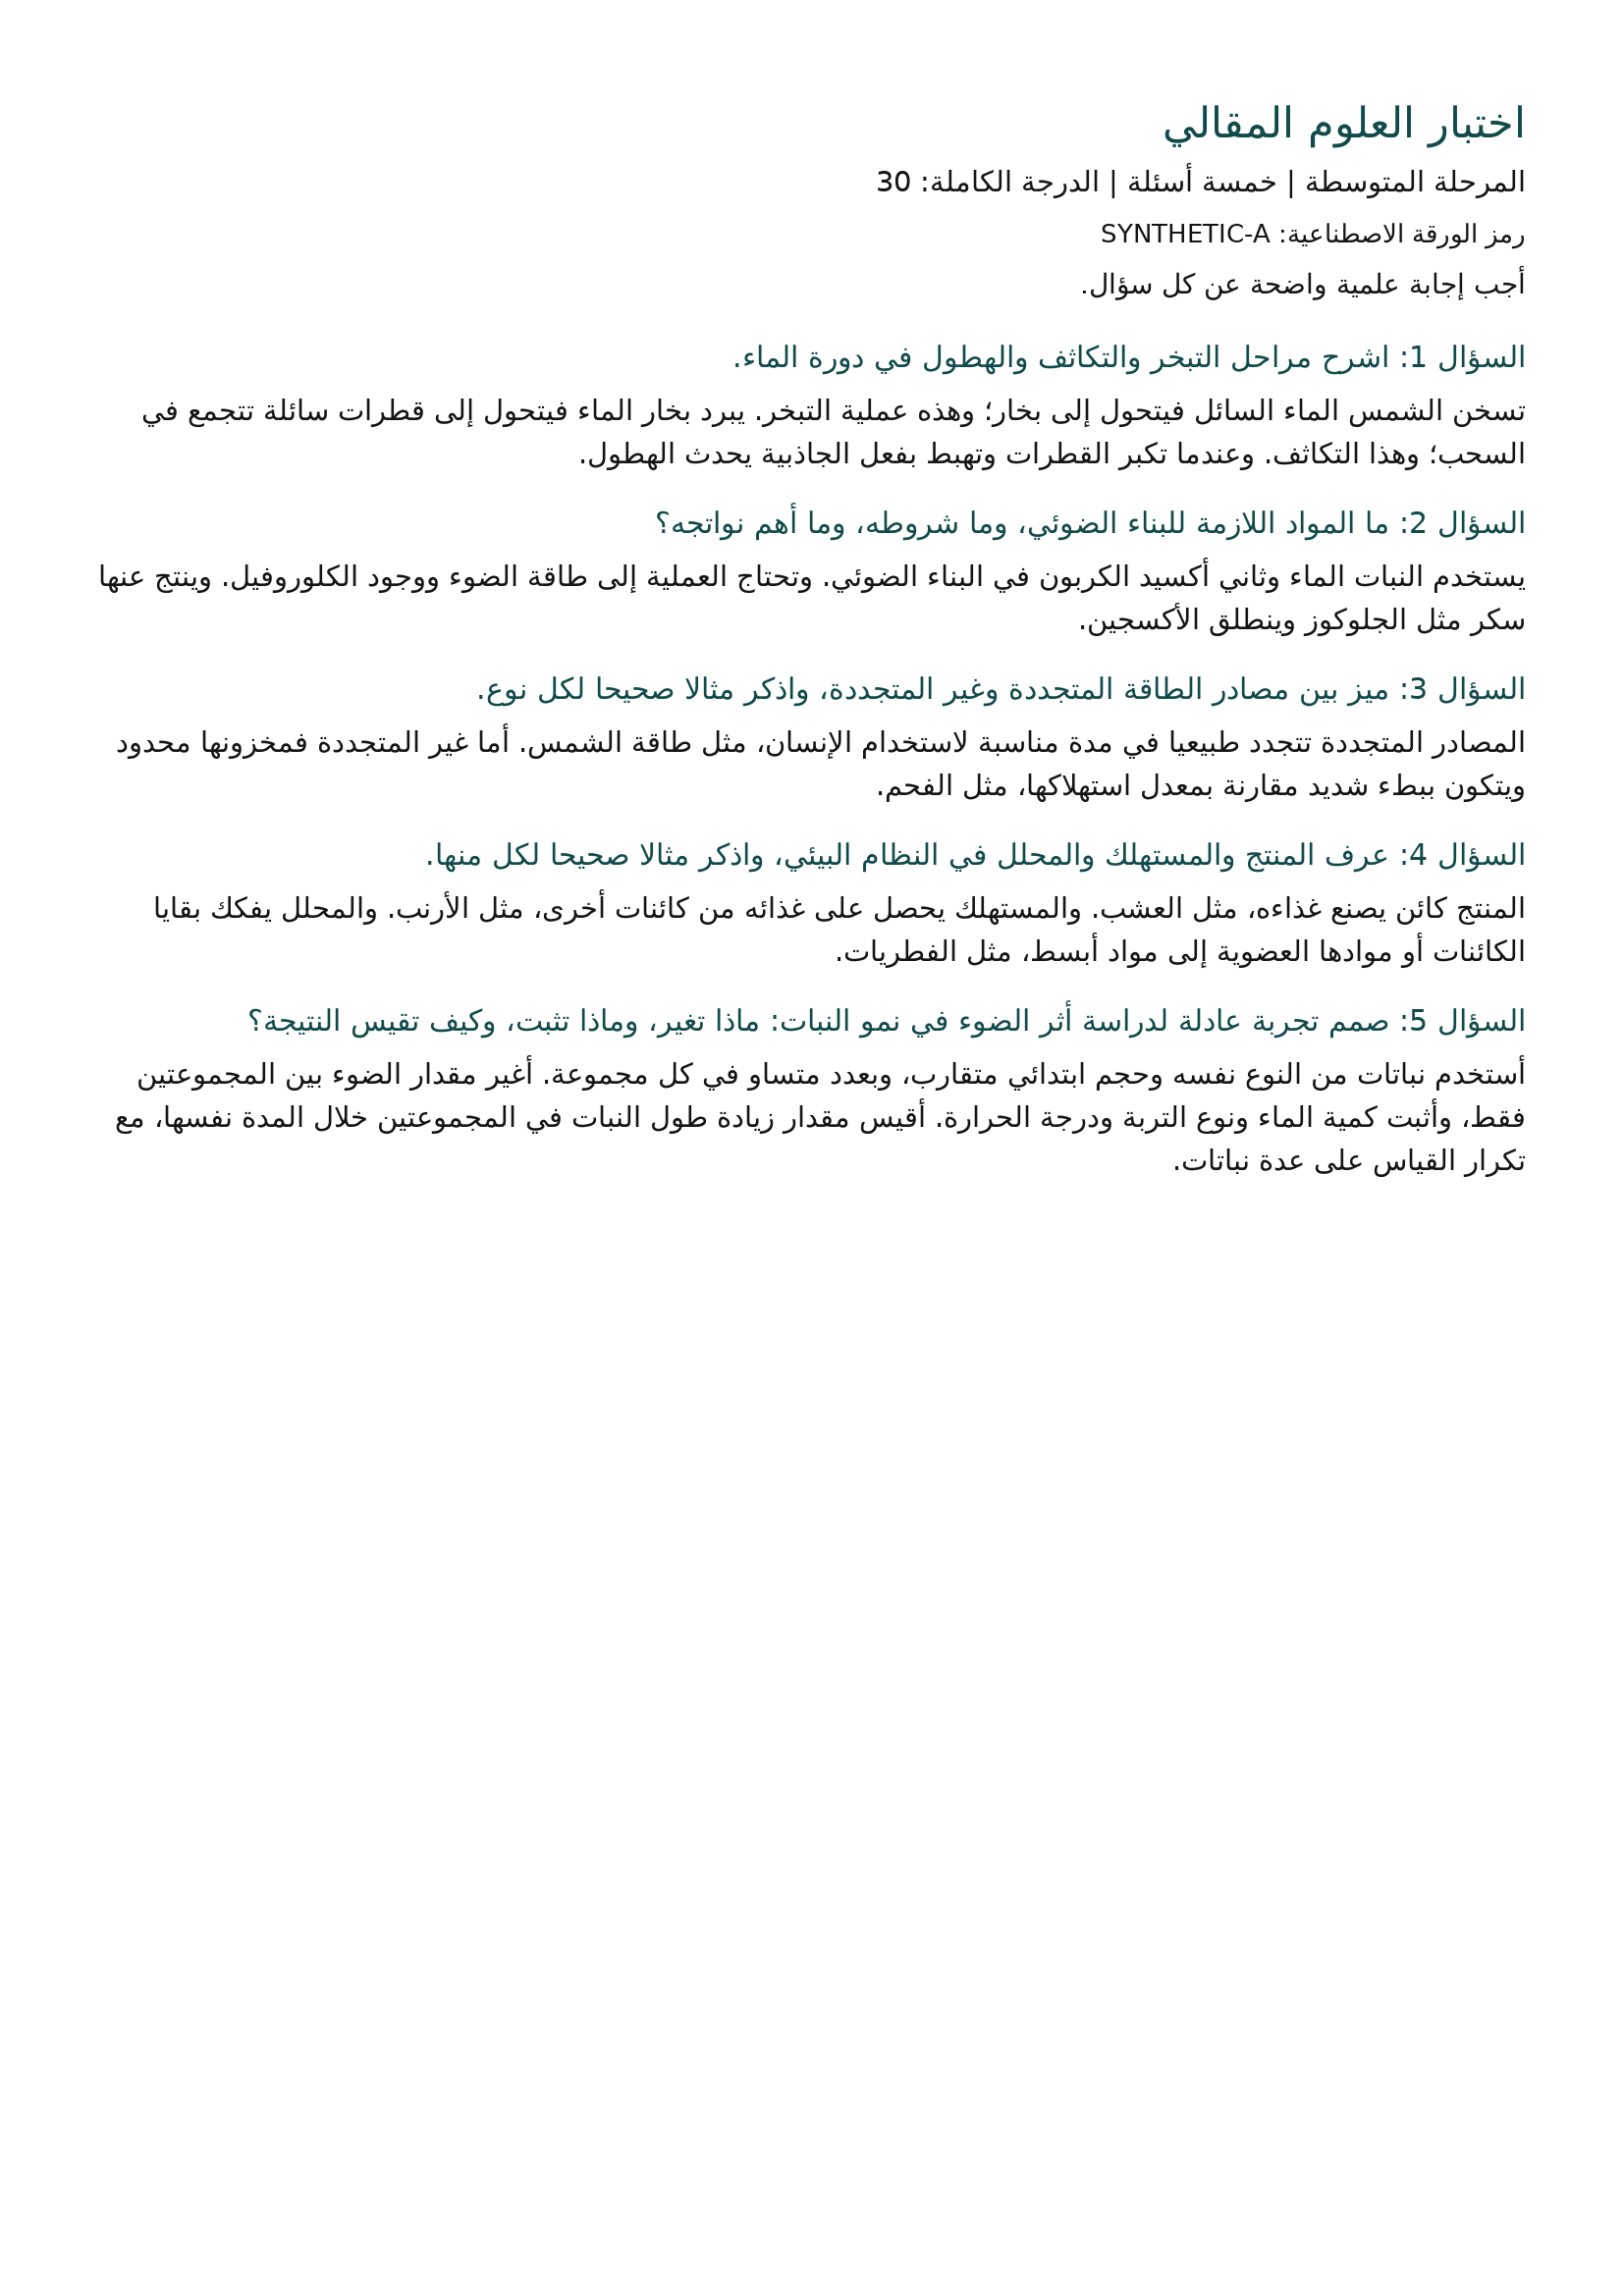 اختبار العلوم المقالي
المرحلة المتوسطة | خمسة أسئلة | الدرجة الكاملة: 30
رمز الورقة الاصطناعية: SYNTHETIC-A
أجب إجابة علمية واضحة عن كل سؤال.
السؤال 1: اشرح مراحل التبخر والتكاثف والهطول في دورة الماء.
تسخن الشمس الماء السائل فيتحول إلى بخار؛ وهذه عملية التبخر. يبرد بخار الماء فيتحول إلى قطرات سائلة تتجمع في
السحب؛ وهذا التكاثف. وعندما تكبر القطرات وتهبط بفعل الجاذبية يحدث الهطول.
السؤال 2: ما المواد اللازمة للبناء الضوئي، وما شروطه، وما أهم نواتجه؟
يستخدم النبات الماء وثاني أكسيد الكربون في البناء الضوئي. وتحتاج العملية إلى طاقة الضوء ووجود الكلوروفيل. وينتج عنها
سكر مثل الجلوكوز وينطلق الأكسجين.
السؤال 3: ميز بين مصادر الطاقة المتجددة وغير المتجددة، واذكر مثالا صحيحا لكل نوع.
المصادر المتجددة تتجدد طبيعيا في مدة مناسبة لاستخدام الإنسان، مثل طاقة الشمس. أما غير المتجددة فمخزونها محدود
ويتكون ببطء شديد مقارنة بمعدل استهلاكها، مثل الفحم.
السؤال 4: عرف المنتج والمستهلك والمحلل في النظام البيئي، واذكر مثالا صحيحا لكل منها.
المنتج كائن يصنع غذاءه، مثل العشب. والمستهلك يحصل على غذائه من كائنات أخرى، مثل الأرنب. والمحلل يفكك بقايا
الكائنات أو موادها العضوية إلى مواد أبسط، مثل الفطريات.
السؤال 5: صمم تجربة عادلة لدراسة أثر الضوء في نمو النبات: ماذا تغير، وماذا تثبت، وكيف تقيس النتيجة؟
أستخدم نباتات من النوع نفسه وحجم ابتدائي متقارب، وبعدد متساو في كل مجموعة. أغير مقدار الضوء بين المجموعتين
فقط، وأثبت كمية الماء ونوع التربة ودرجة الحرارة. أقيس مقدار زيادة طول النبات في المجموعتين خلال المدة نفسها، مع
تكرار القياس على عدة نباتات.